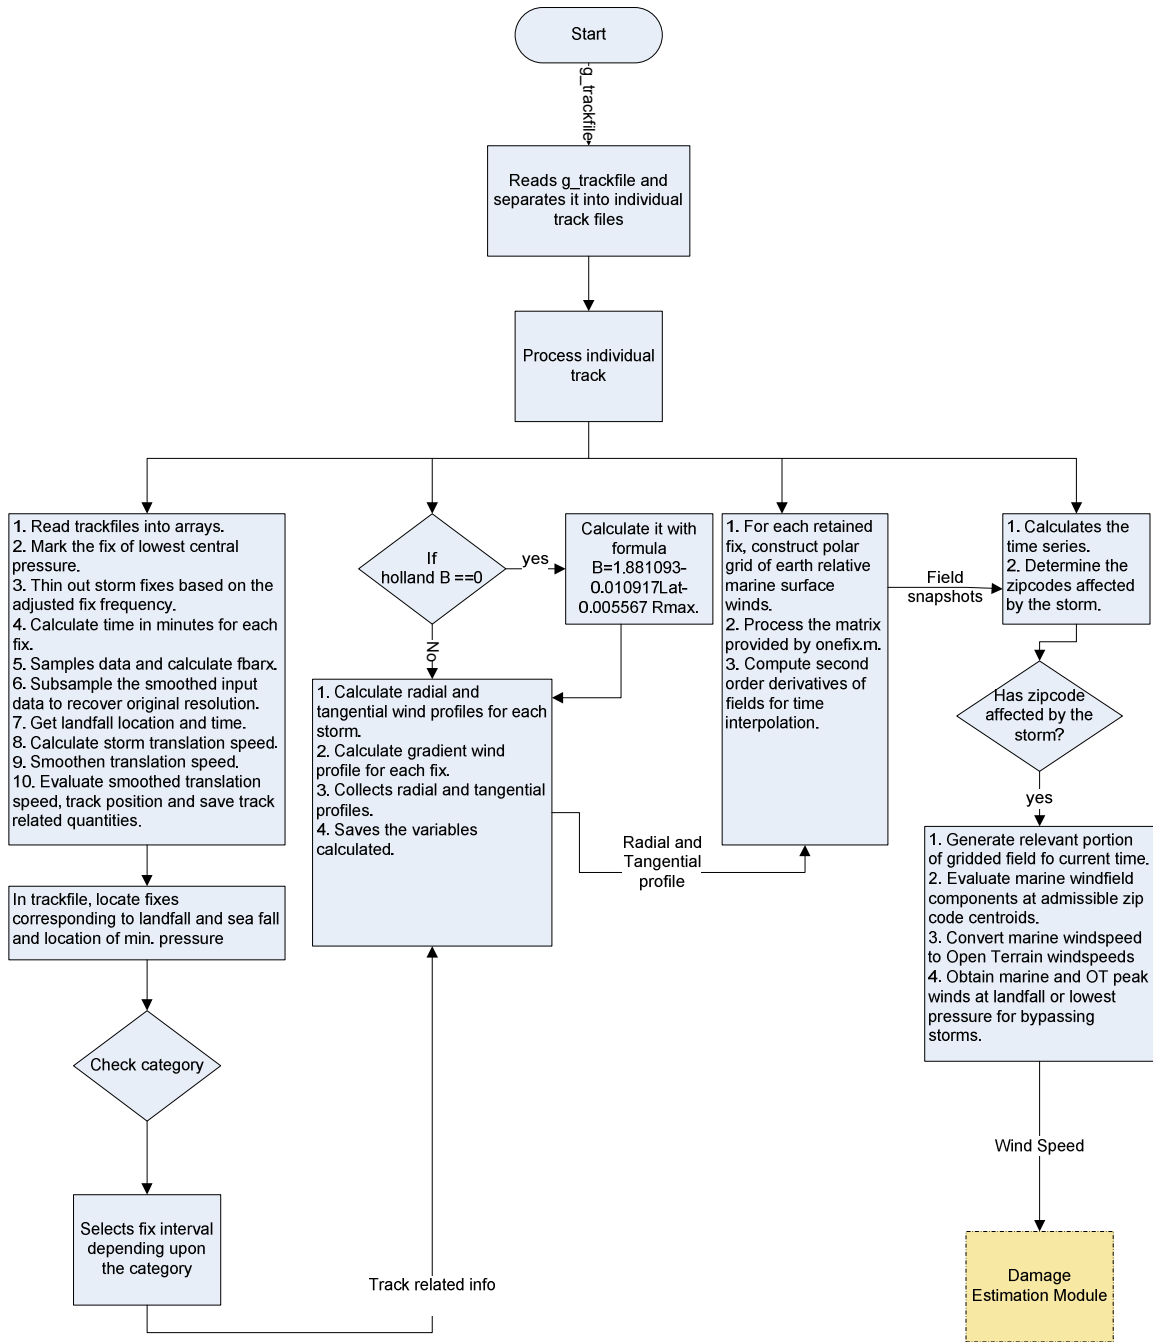 Start
g_trackfile
Reads g_trackfile and
separates it into individual
track files
Process individual
track
1. Read trackfiles into arrays.
2. Mark the fix of lowest central
pressure.
3. Thin out storm fixes based on the
adjusted fix frequency.
4. Calculate time in minutes for each
fix.
5. Samples data and calculate fbarx.
6. Subsample the smoothed input
data to recover original resolution.
7. Get landfall location and time.
8. Calculate storm translation speed.
9. Smoothen translation speed.
10. Evaluate smoothed translation
speed, track position and save track
related quantities.
In trackfile, locate fixes
corresponding to landfall and sea fall
and location of min. pressure
Check category
Selects fix interval
depending upon
the category
Track related info
If
holland B ==0
yes
No
Calculate it with
formula
B=1.881093-
0.010917Lat-
0.005567 Rmax.
1. Calculate radial and
tangential wind profiles for each
storm.
2. Calculate gradient wind
profile for each fix.
3. Collects radial and tangential
profiles.
4. Saves the variables
calculated.
Radial and
Tangential
profile
1. For each retained
fix, construct polar
grid of earth relative
marine surface
winds.
2. Process the matrix
provided by onefix.m.
3. Compute second
order derivatives of
fields for time
interpolation.
Field
snapshots
1. Calculates the
time series.
2. Determine the
zipcodes affected
by the storm.
Has zipcode
affected by the
storm?
yes
1. Generate relevant portion
of gridded field fo current time.
2. Evaluate marine windfield
components at admissible zip
code centroids.
3. Convert marine windspeed
to Open Terrain windspeeds
4. Obtain marine and OT peak
winds at landfall or lowest
pressure for bypassing
storms.
Wind Speed
Damage
Estimation Module